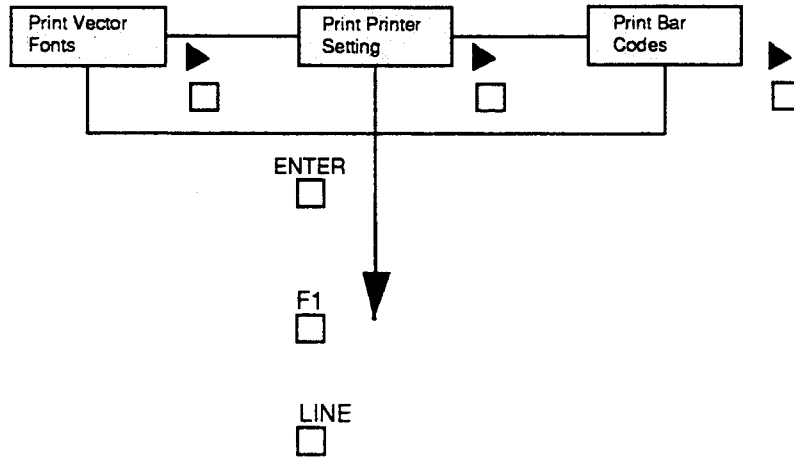 Print Vector
Fonts
Print Printer
Setting
Print Bar
Codes
ENTER
F1
LINE